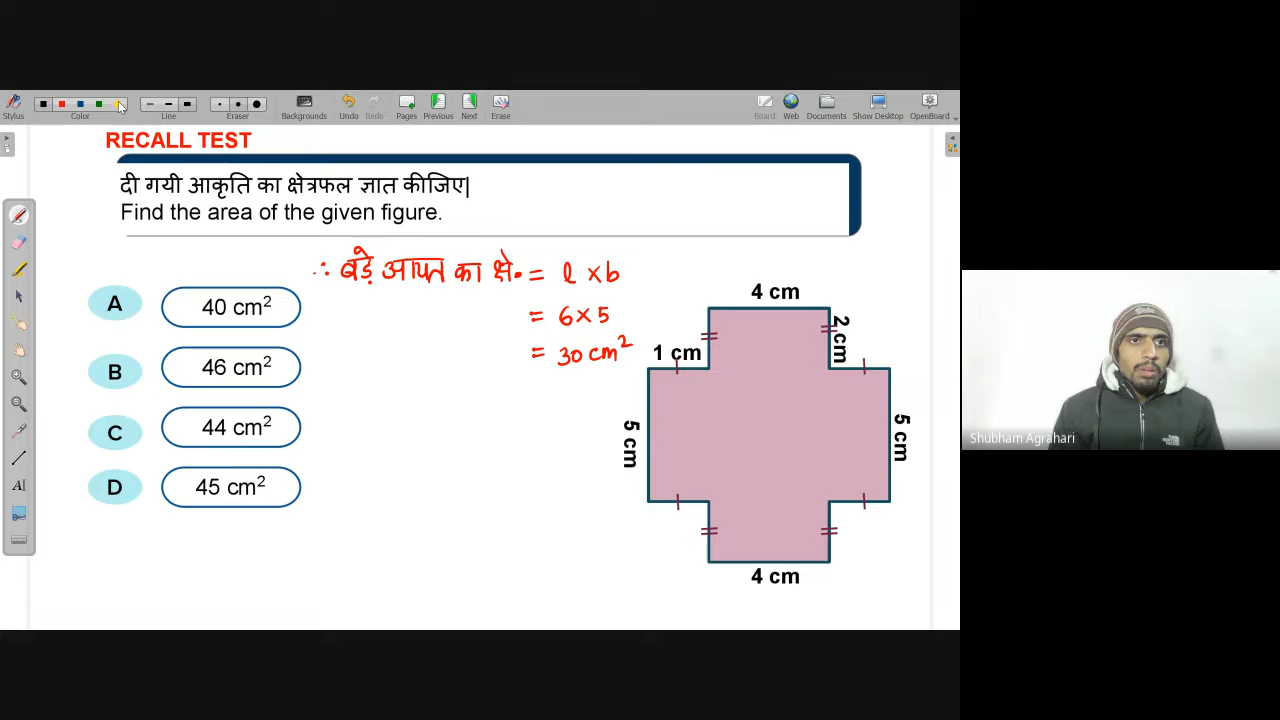 Stylus
Color
Line
Eraser
Backgrounds
Undo
Redo
Pages
Previous
Next
Erase
Board
Web
Documents
Show Desktop
OpenBoard
RECALL TEST
दी गयी आकृति का क्षेत्रफल ज्ञात कीजिए|
Find the area of the given figure.
∴ बड़े आयत का क्षे. = l × b
= 6 × 5
= 30 cm²
A 40 cm²
B 46 cm²
C 44 cm²
D 45 cm²
4 cm
2 cm
1 cm
5 cm
5 cm
4 cm
Shubham Agrahari